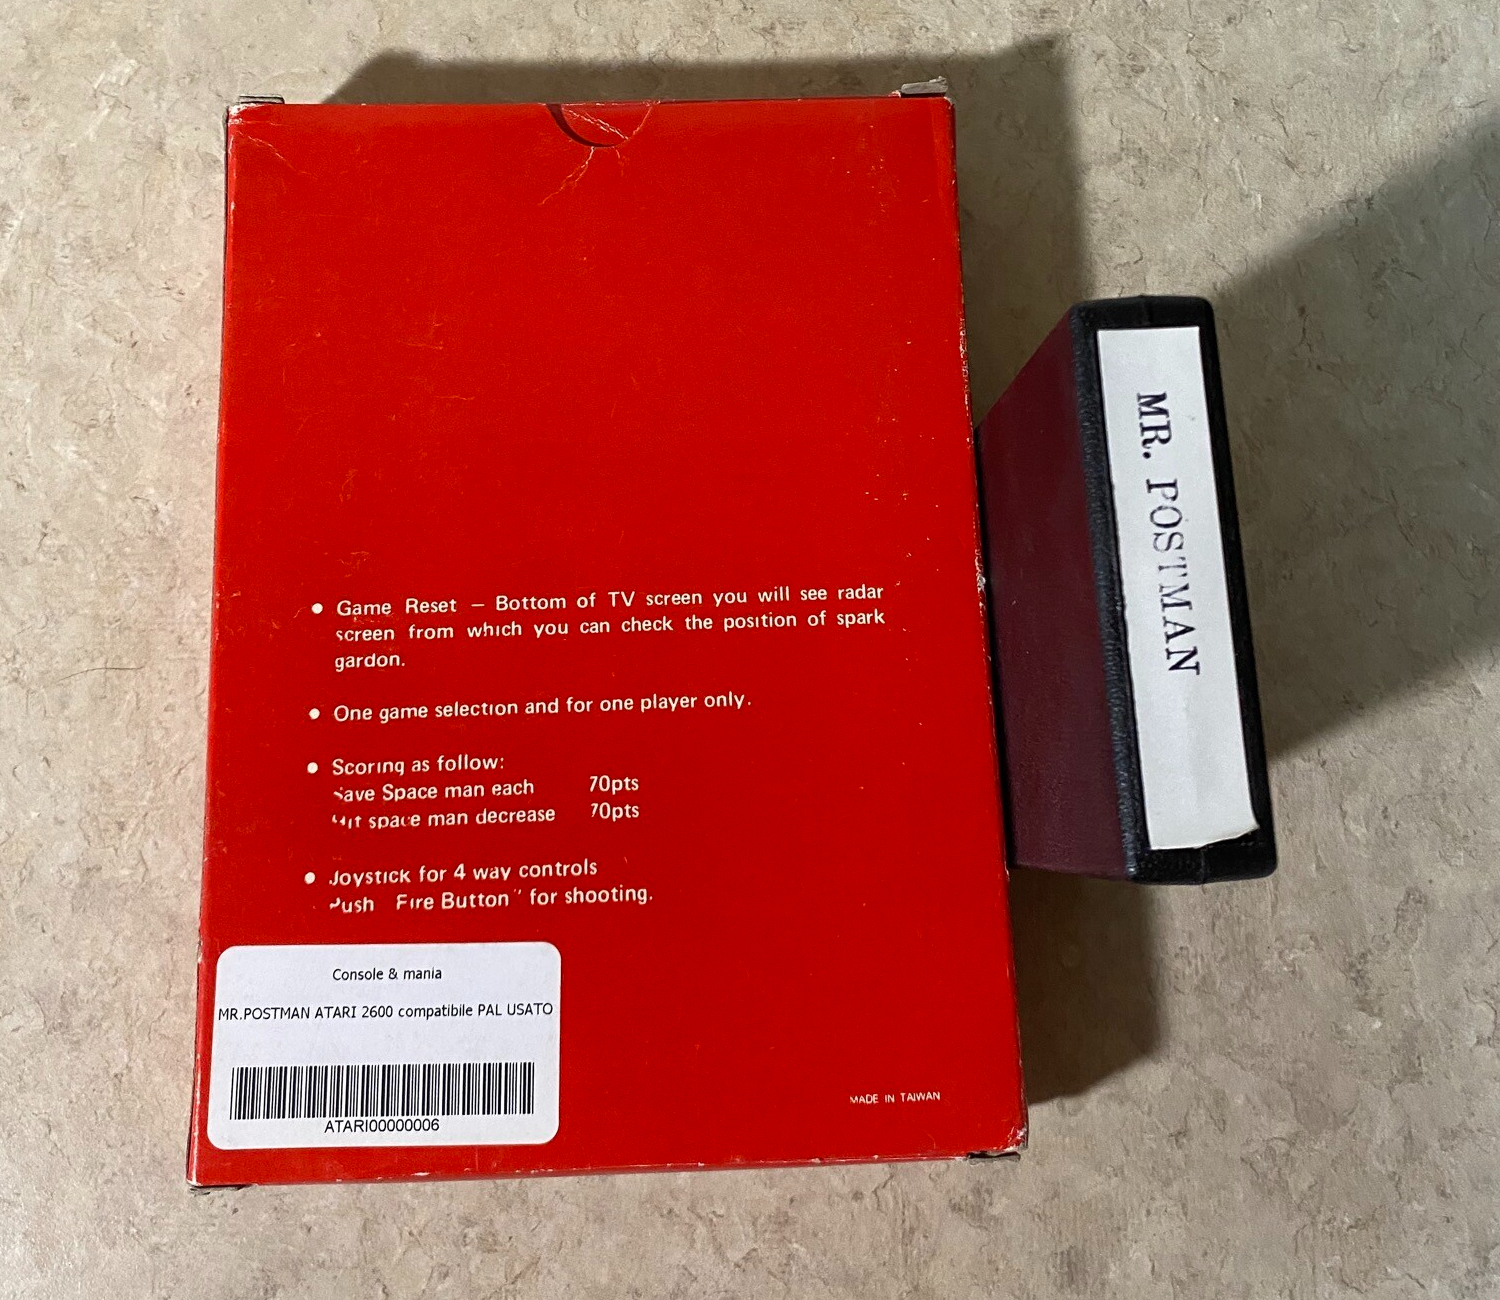 ● Game Reset – Bottom of TV screen you will see radar
screen from which you can check the position of spark
gardon.
● One game selection and for one player only.
● Scoring as follow:
Save Space man each 70pts
Hit space man decrease 70pts
● Joystick for 4 way controls
Push Fire Button" for shooting.
Console & mania
MR.POSTMAN ATARI 2600 compatibile PAL USATO
ATARI00000006
MADE IN TAIWAN
MR. POSTMAN